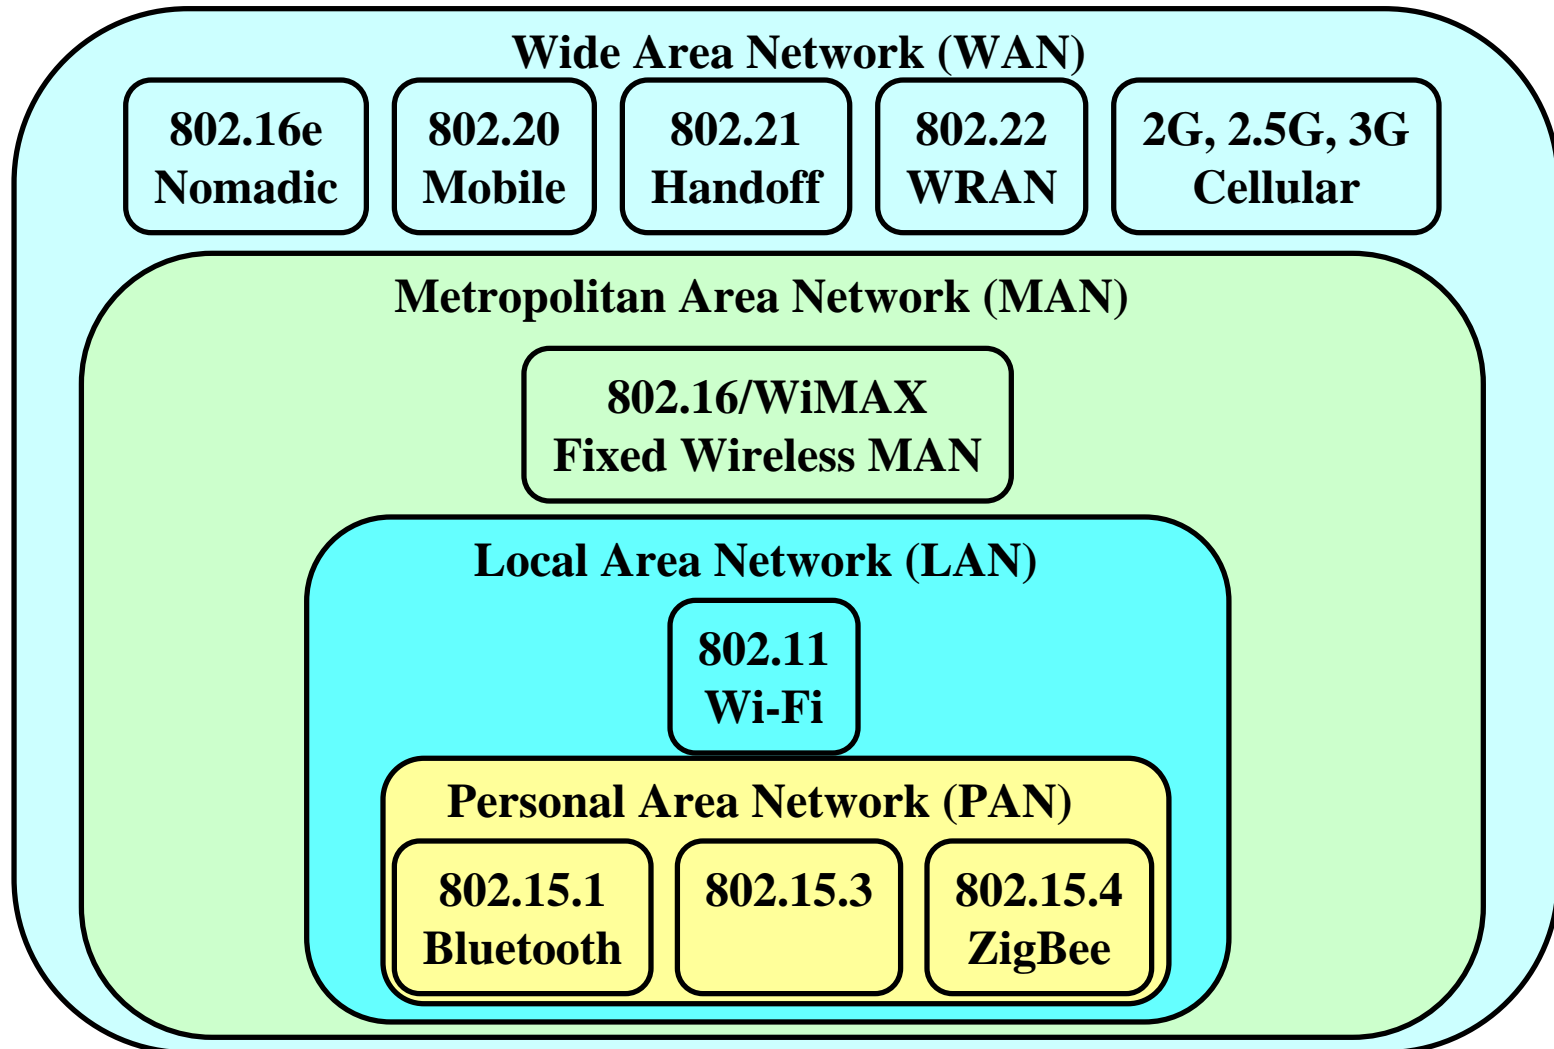 Wide Area Network (WAN)
802.16e
Nomadic
802.20
Mobile
802.21
Handoff
802.22
WRAN
2G, 2.5G, 3G
Cellular
Metropolitan Area Network (MAN)
802.16/WiMAX
Fixed Wireless MAN
Local Area Network (LAN)
802.11
Wi-Fi
Personal Area Network (PAN)
802.15.1
Bluetooth
802.15.3
802.15.4
ZigBee